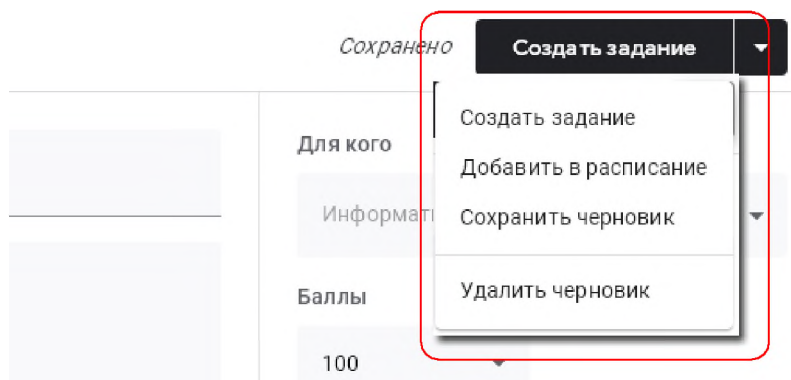 Сохранено
Создать задание
Создать задание
Добавить в расписание
Сохранить черновик
Удалить черновик
Для кого
Баллы
100